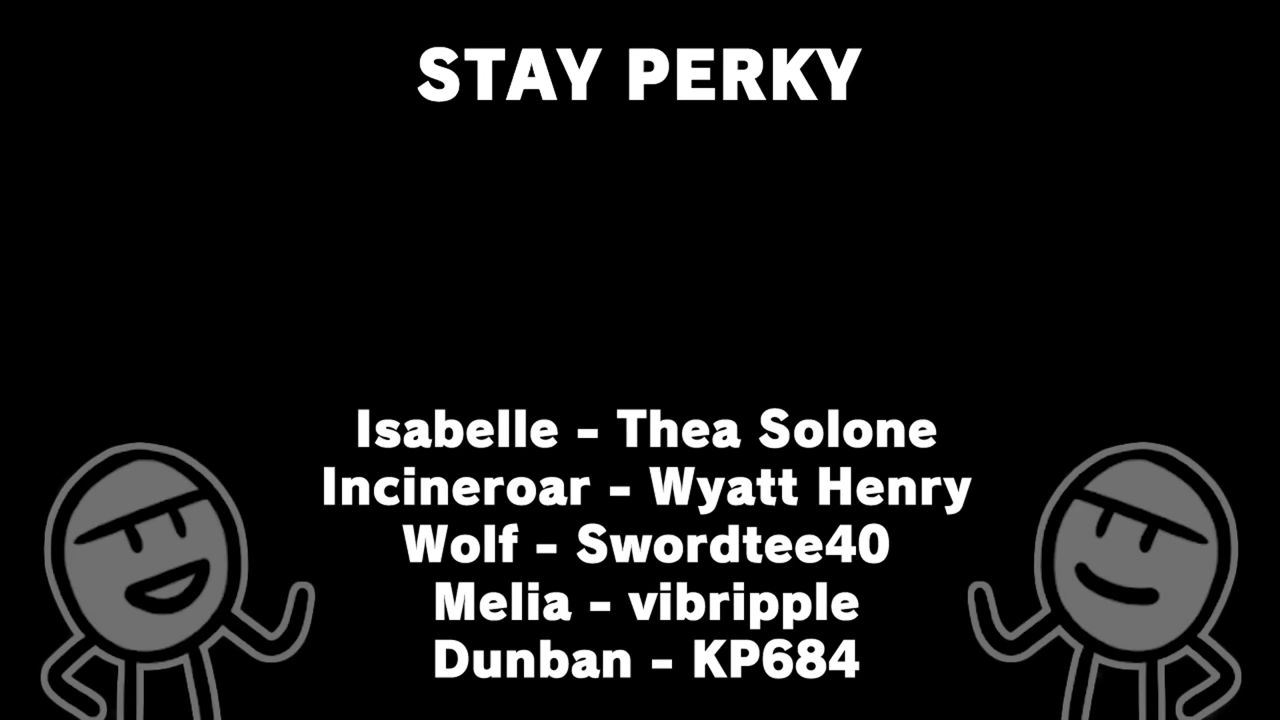 STAY PERKY
Isabelle - Thea Solone
Incineroar - Wyatt Henry
Wolf - Swordtee40
Melia - vibripple
Dunban - KP684